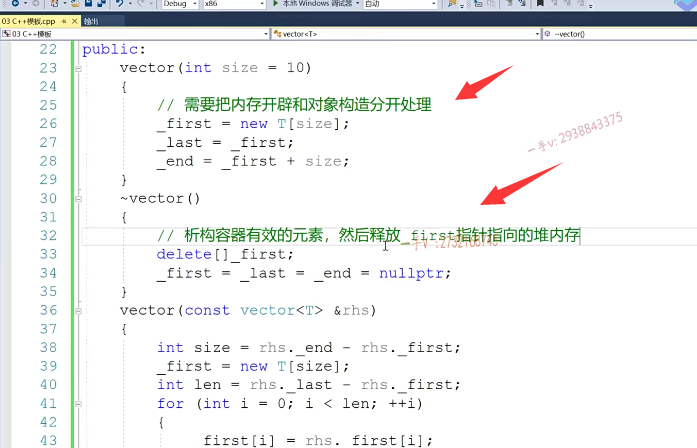 Debug
x86
本地 Windows 调试器
自动
03 C++模板.cpp
输出
03 C++模板
vector<T>
~vector()
22 public:
23 vector(int size = 10)
24 {
25 // 需要把内存开辟和对象构造分开处理
26 _first = new T[size];
27 _last = _first;
28 _end = _first + size;
29 }
30 ~vector()
31 {
32 // 析构容器有效的元素，然后释放_first指针指向的堆内存
33 delete[]_first;
34 _first = _last = _end = nullptr;
35 }
36 vector(const vector<T> &rhs)
37 {
38 int size = rhs._end - rhs._first;
39 _first = new T[size];
40 int len = rhs._last - rhs._first;
41 for (int i = 0; i < len; ++i)
42 {
43 _first[i] = rhs._first[i];
一手v: 2938843375